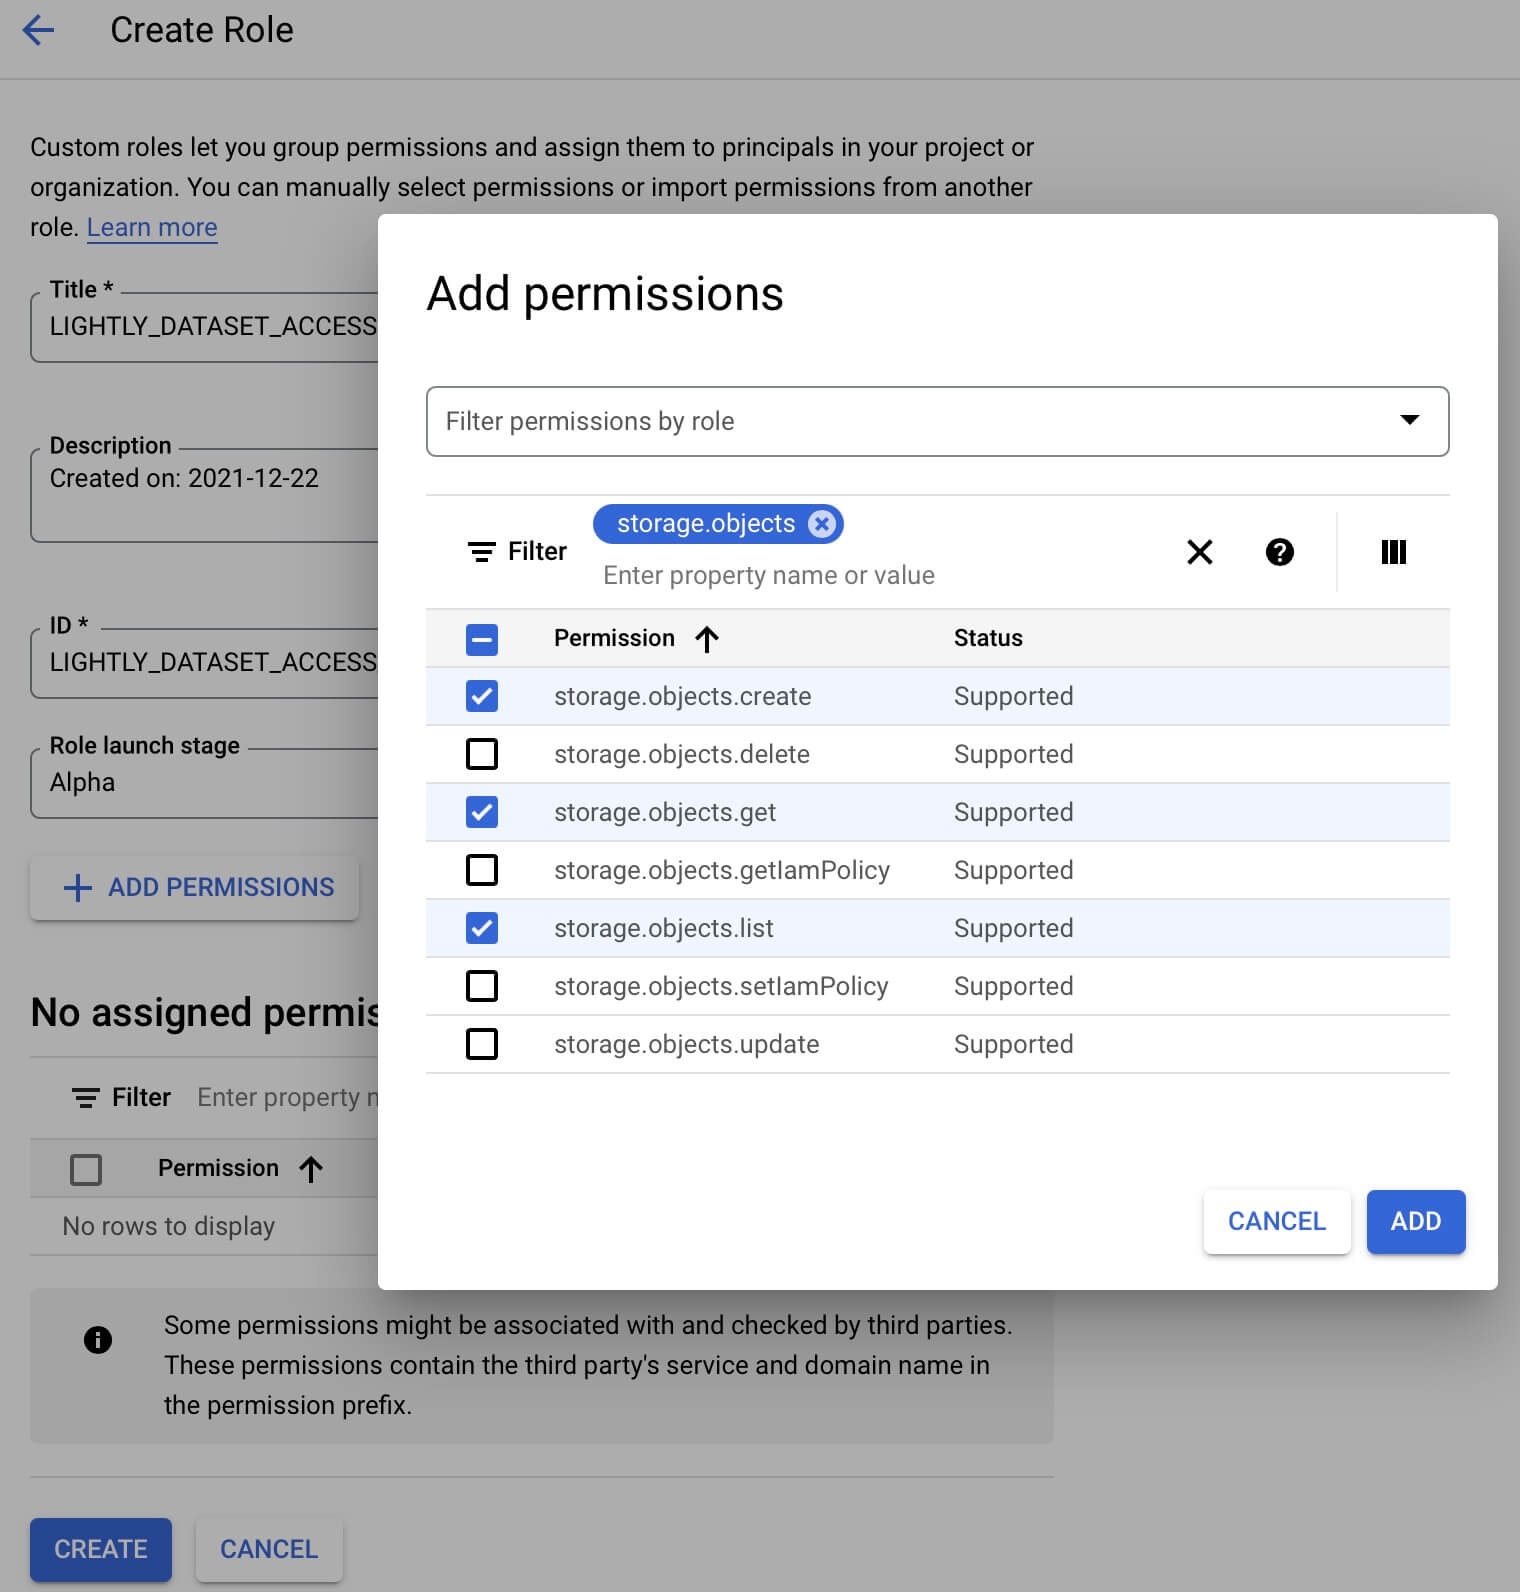 Create Role
Custom roles let you group permissions and assign them to principals in your project or
organization. You can manually select permissions or import permissions from another
role. Learn more
Title *
LIGHTLY_DATASET_ACCESS
Description
Created on: 2021-12-22
ID *
LIGHTLY_DATASET_ACCESS
Role launch stage
Alpha
ADD PERMISSIONS
No assigned permis
Filter Enter property n
Permission
No rows to display
Some permissions might be associated with and checked by third parties.
These permissions contain the third party's service and domain name in
the permission prefix.
CREATE CANCEL
Add permissions
Filter permissions by role
storage.objects
Filter
Enter property name or value
Permission Status
storage.objects.create Supported
storage.objects.delete Supported
storage.objects.get Supported
storage.objects.getIamPolicy Supported
storage.objects.list Supported
storage.objects.setIamPolicy Supported
storage.objects.update Supported
CANCEL ADD